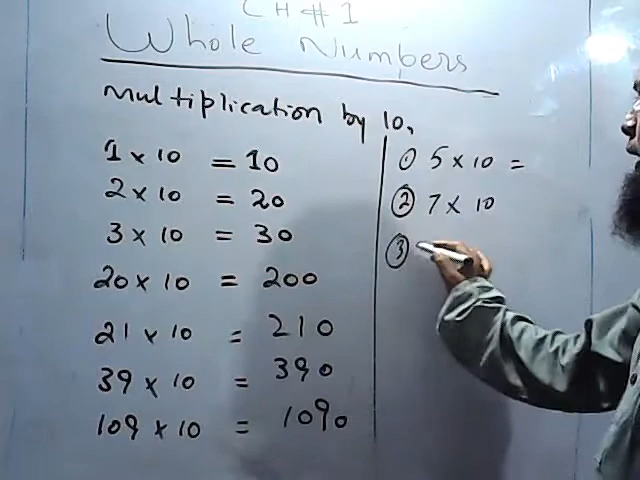 CH #1
Whole Numbers
Multiplication by 10,
1 x 10 = 10
2 x 10 = 20
3 x 10 = 30
20 x 10 = 200
21 x 10 = 210
39 x 10 = 390
109 x 10 = 1090
① 5 x 10 =
② 7 x 10
③